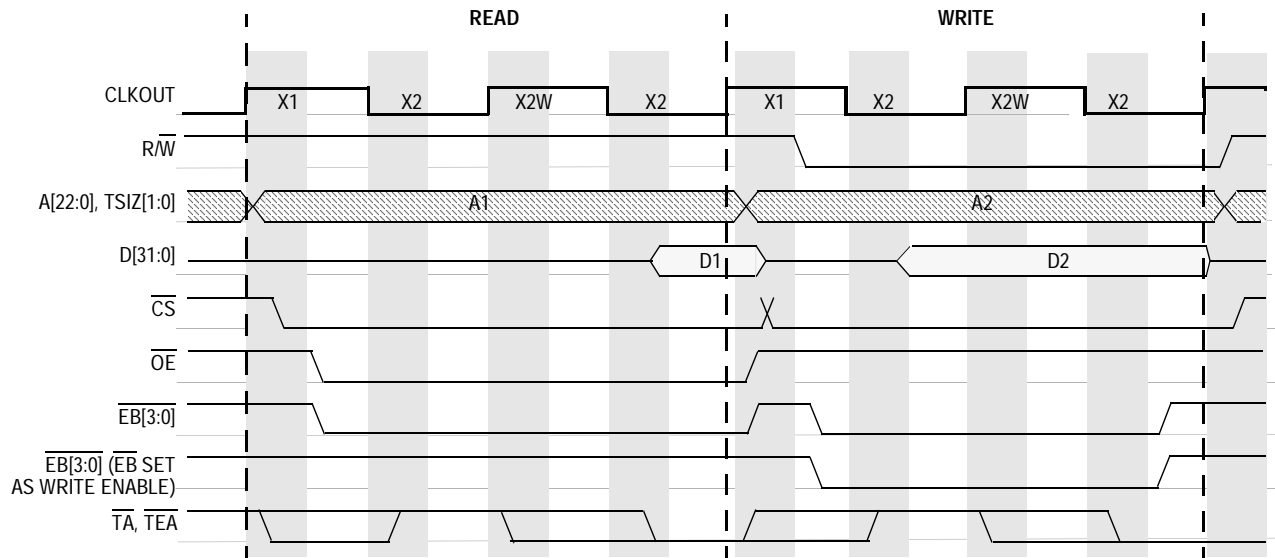 READ WRITE
CLKOUT X1 X2 X2W X2 X1 X2 X2W X2
R/W
A[22:0], TSIZ[1:0] A1 A2
D[31:0] D1 D2
CS
OE
EB[3:0]
EB[3:0] (EB SET
AS WRITE ENABLE)
TA, TEA